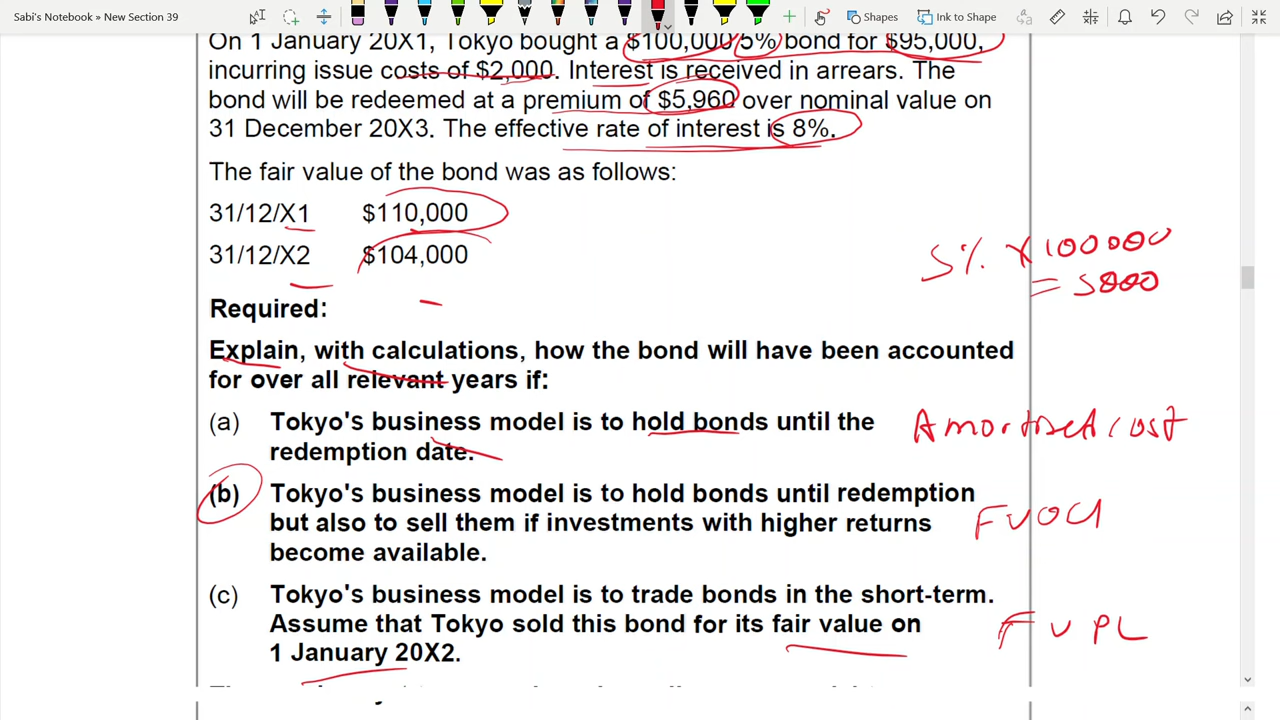 Sabi's Notebook » New Section 39
Shapes
Ink to Shape
On 1 January 20X1, Tokyo bought a $100,000 5% bond for $95,000,
incurring issue costs of $2,000. Interest is received in arrears. The
bond will be redeemed at a premium of $5,960 over nominal value on
31 December 20X3. The effective rate of interest is 8%.
The fair value of the bond was as follows:
31/12/X1 $110,000
31/12/X2 $104,000
5% × 100000
= 5000
Required:
Explain, with calculations, how the bond will have been accounted
for over all relevant years if:
(a) Tokyo's business model is to hold bonds until the
redemption date.
Amortised cost
(b) Tokyo's business model is to hold bonds until redemption
but also to sell them if investments with higher returns
become available.
FVOCI
(c) Tokyo's business model is to trade bonds in the short-term.
Assume that Tokyo sold this bond for its fair value on
1 January 20X2.
FVPL